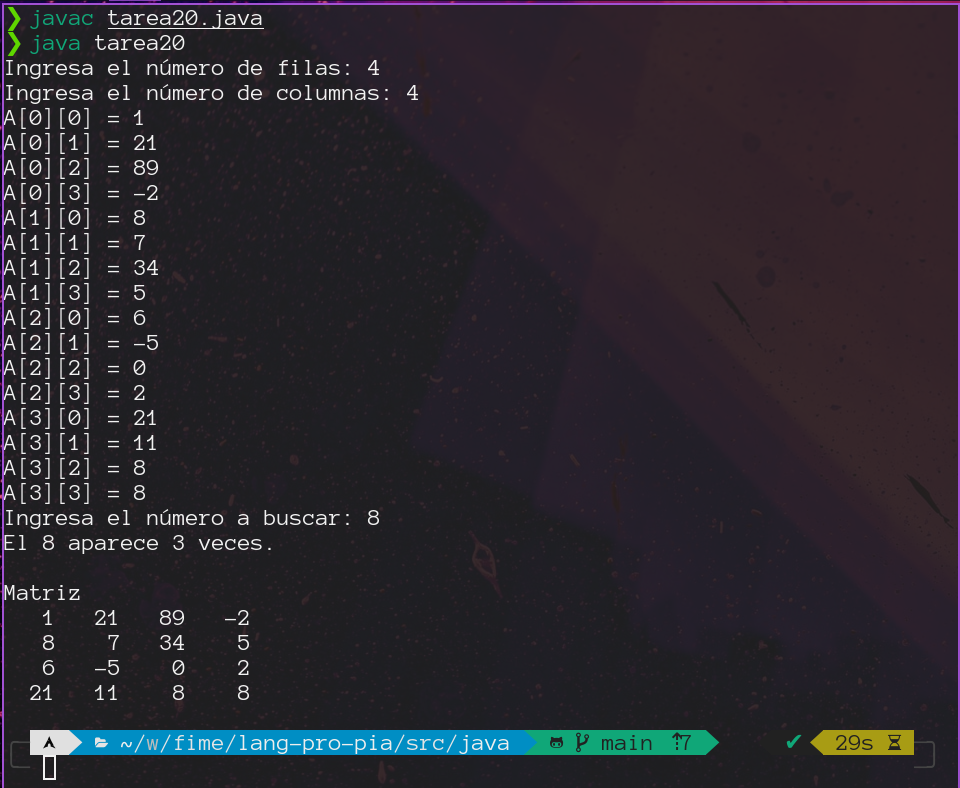 ❯ javac tarea20.java
❯ java tarea20
Ingresa el número de filas: 4
Ingresa el número de columnas: 4
A[0][0] = 1
A[0][1] = 21
A[0][2] = 89
A[0][3] = -2
A[1][0] = 8
A[1][1] = 7
A[1][2] = 34
A[1][3] = 5
A[2][0] = 6
A[2][1] = -5
A[2][2] = 0
A[2][3] = 2
A[3][0] = 21
A[3][1] = 11
A[3][2] = 8
A[3][3] = 8
Ingresa el número a buscar: 8
El 8 aparece 3 veces.
Matriz
1 21 89 -2
8 7 34 5
6 -5 0 2
21 11 8 8
~/w/fime/lang-pro-pia/src/java main ⇡7 ✔ 29s